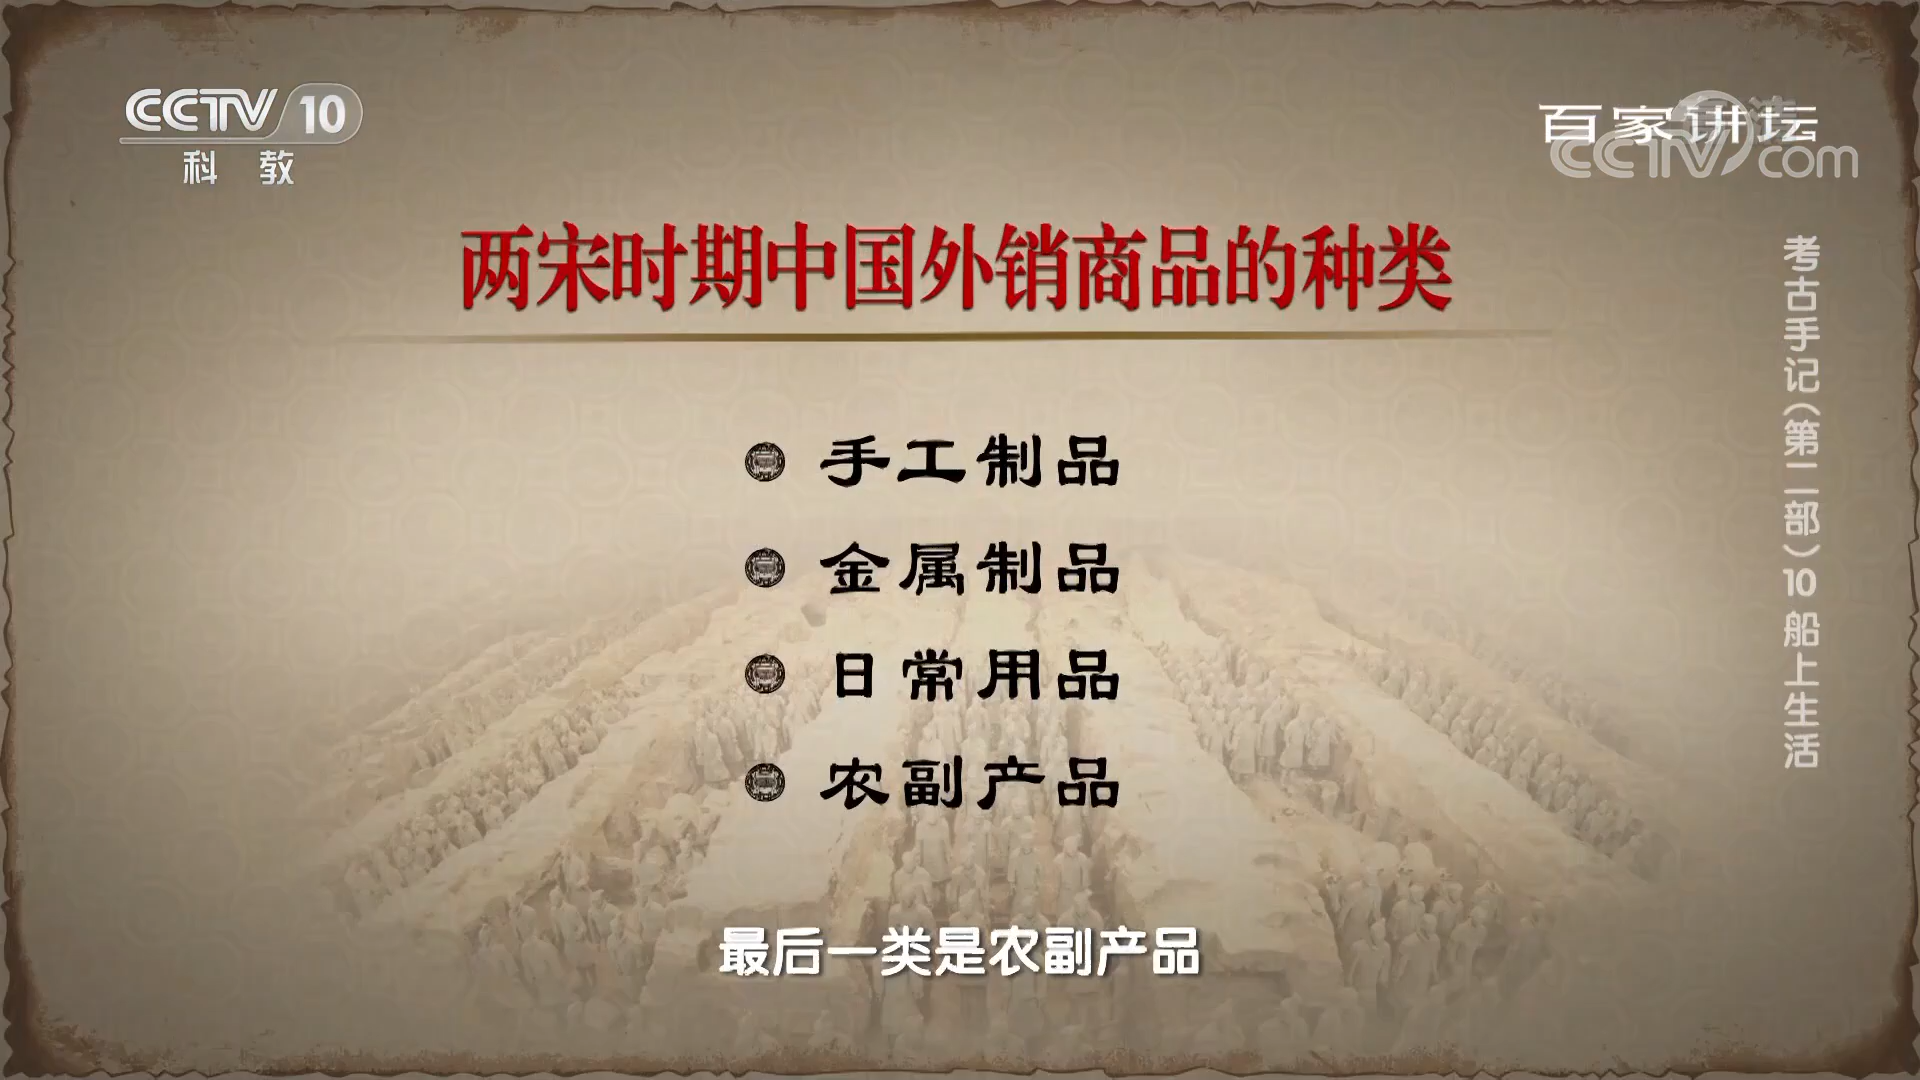 CCTV 10
科 教
百家讲坛
CCTV.com
两宋时期中国外销商品的种类
手工制品
金属制品
日常用品
农副产品
考古手记（第二部）10 船上生活
最后一类是农副产品